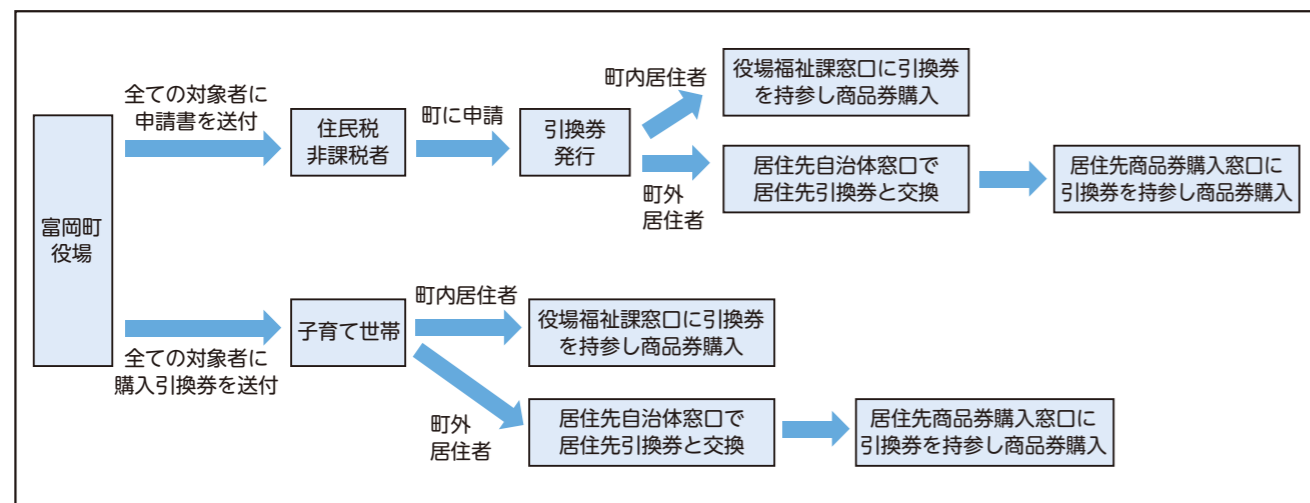 富岡町
役場
全ての対象者に
申請書を送付
住民税
非課税者
町に申請
引換券
発行
町内居住者
役場福祉課窓口に引換券
を持参し商品券購入
町外
居住者
居住先自治体窓口で
居住先引換券と交換
居住先商品券購入窓口に
引換券を持参し商品券購入
全ての対象者に
購入引換券を送付
子育て世帯
町内居住者
役場福祉課窓口に引換券
を持参し商品券購入
町外
居住者
居住先自治体窓口で
居住先引換券と交換
居住先商品券購入窓口に
引換券を持参し商品券購入